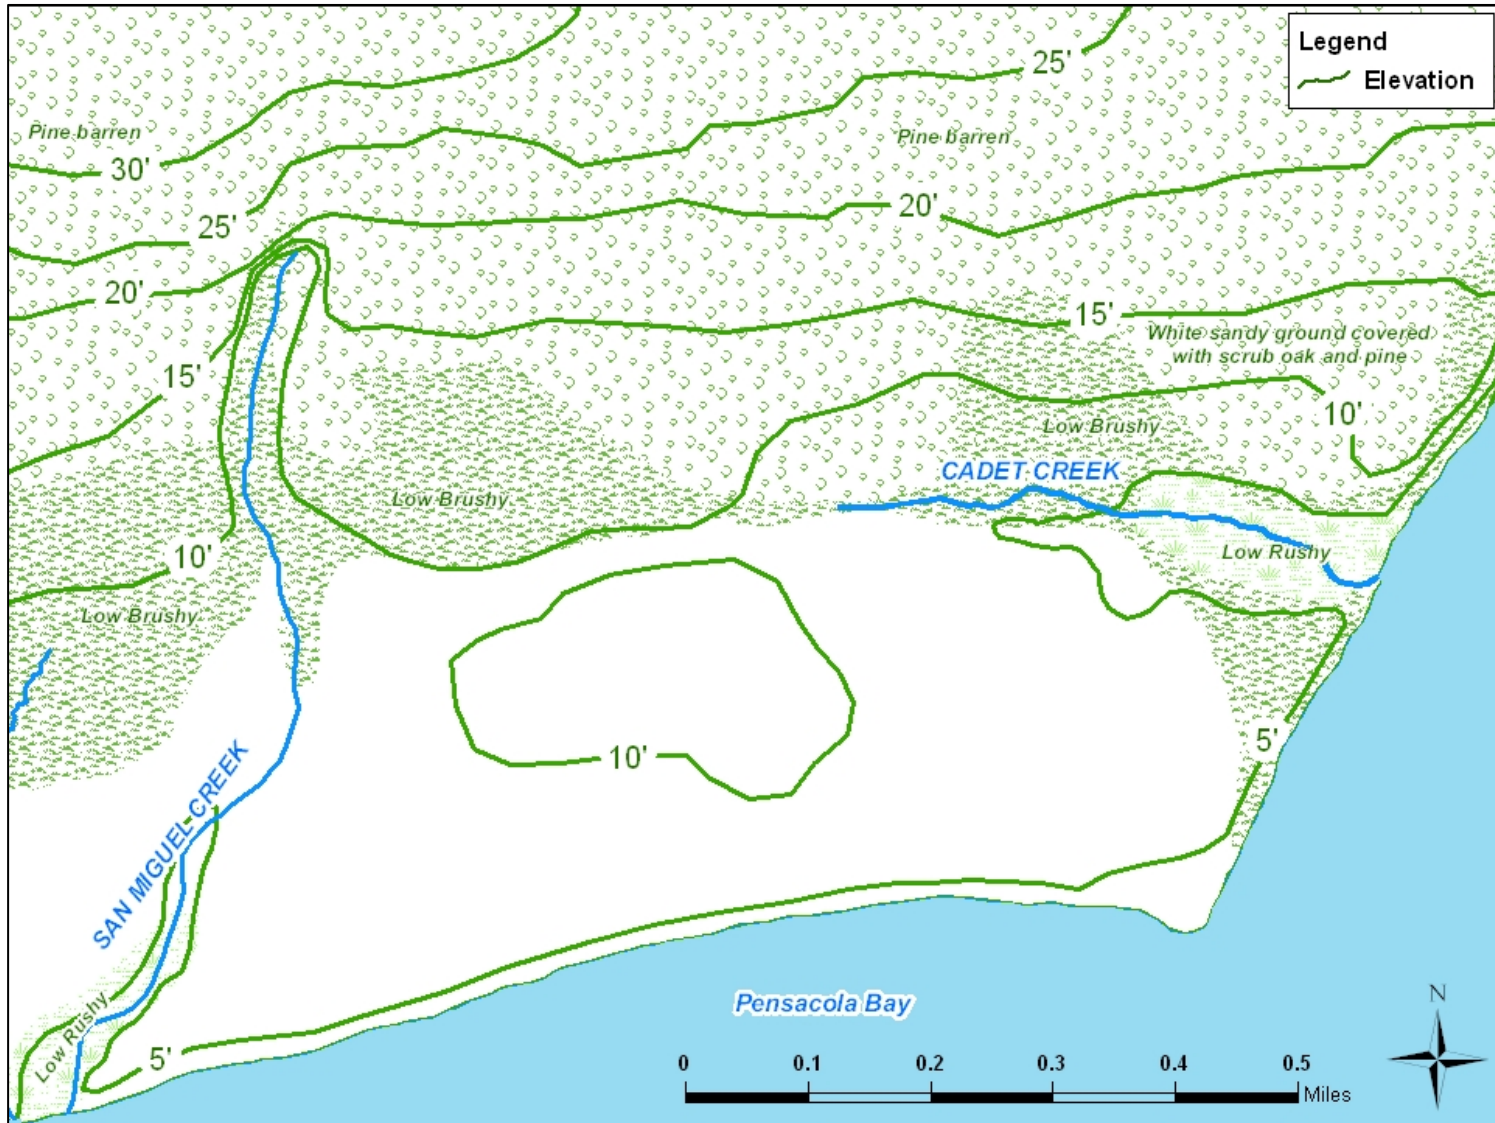 Legend
Elevation
25'
Pine barren
Pine barren
30'
20'
25'
20'
15'
White sandy ground covered
with scrub oak and pine
15'
10'
Low Brushy
CADET CREEK
Low Brushy
Low Rushy
10'
Low Brushy
5'
10'
SAN MIGUEL CREEK
Pensacola Bay
Low Rushy
5'
N
0 0.1 0.2 0.3 0.4 0.5
Miles